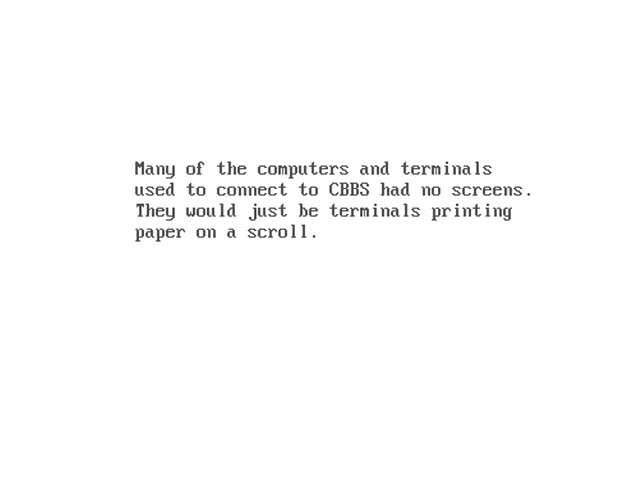 Many of the computers and terminals
used to connect to CBBS had no screens.
They would just be terminals printing
paper on a scroll.